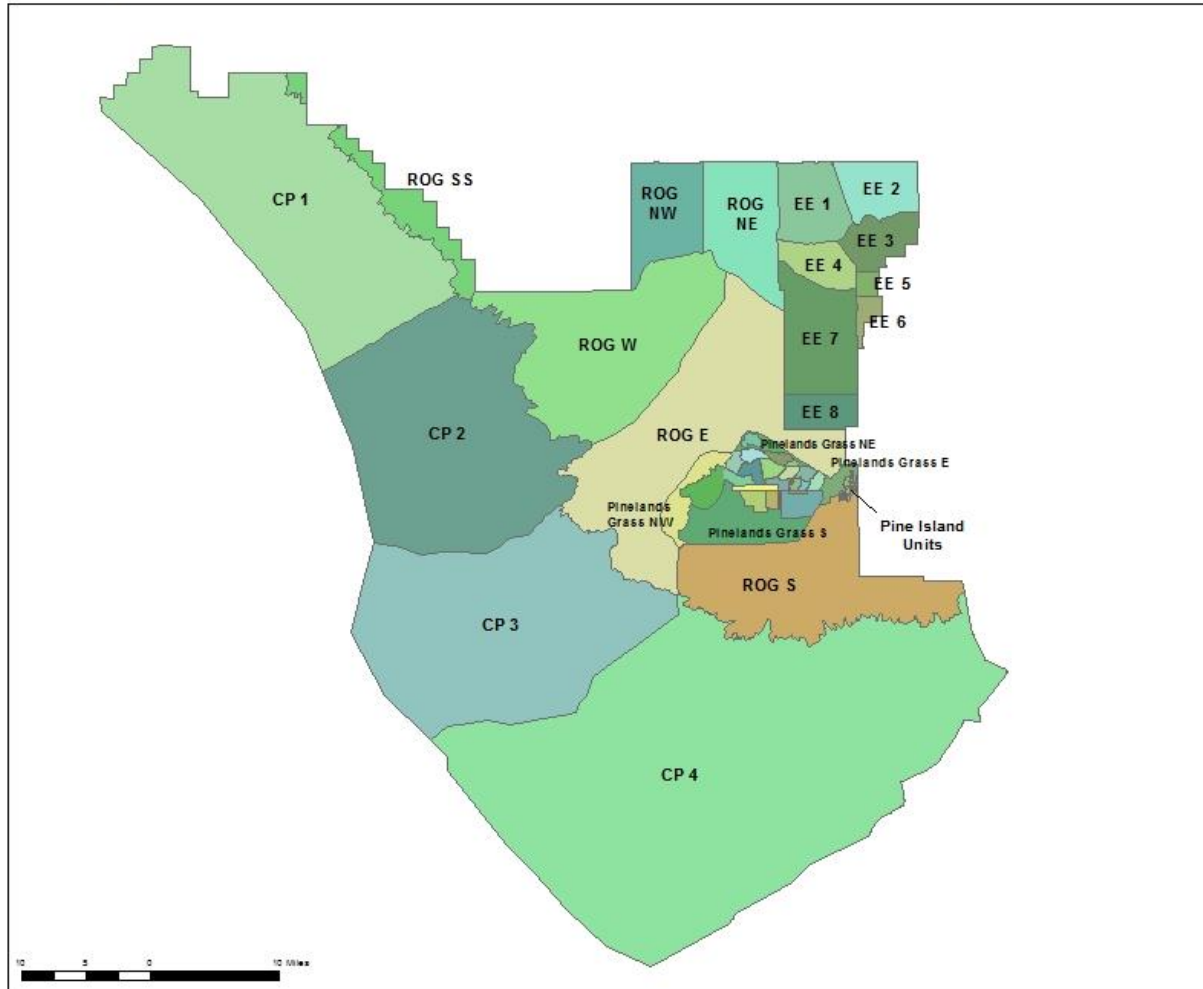 CP 1
ROG SS
ROG
NW
ROG
NE
EE 1
EE 2
EE 3
EE 4
EE 5
EE 6
EE 7
EE 8
ROG W
CP 2
ROG E
Pinelands Grass NE
Pinelands Grass E
Pinelands
Grass NW
Pine Island
Units
Pinelands Grass S
ROG S
CP 3
CP 4
10 5 0 10 Miles